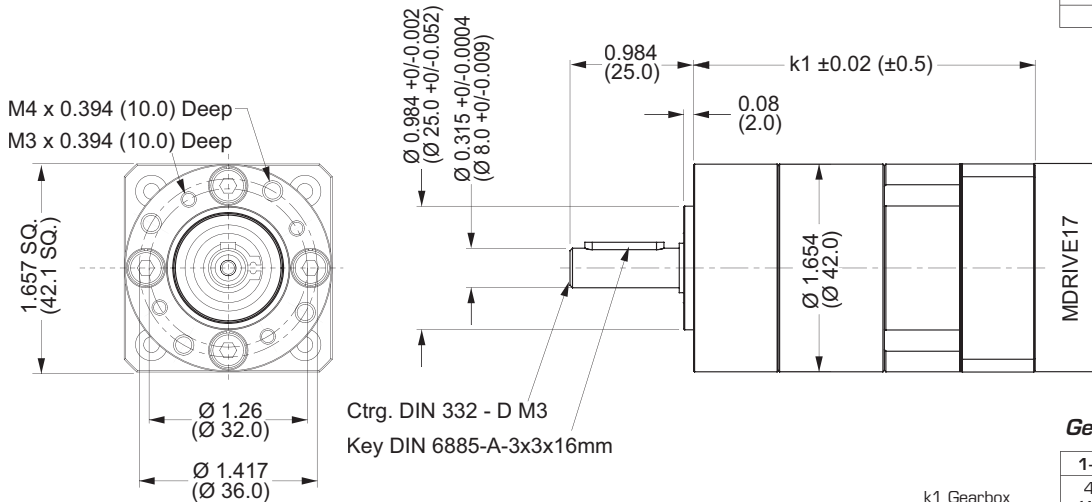 M4 x 0.394 (10.0) Deep
M3 x 0.394 (10.0) Deep
1.657 SQ.
(42.1 SQ.)
Ø 1.26
(Ø 32.0)
Ø 1.417
(Ø 36.0)
Ø 0.984 +0/-0.002
(Ø 25.0 +0/-0.052)
Ø 0.315 +0/-0.0004
(Ø 8.0 +0/-0.009)
0.984
(25.0)
k1 ±0.02 (±0.5)
0.08
(2.0)
Ø 1.654
(Ø 42.0)
MDRIVE17
Ctrg. DIN 332 - D M3
Key DIN 6885-A-3x3x16mm
k1 Gearbox